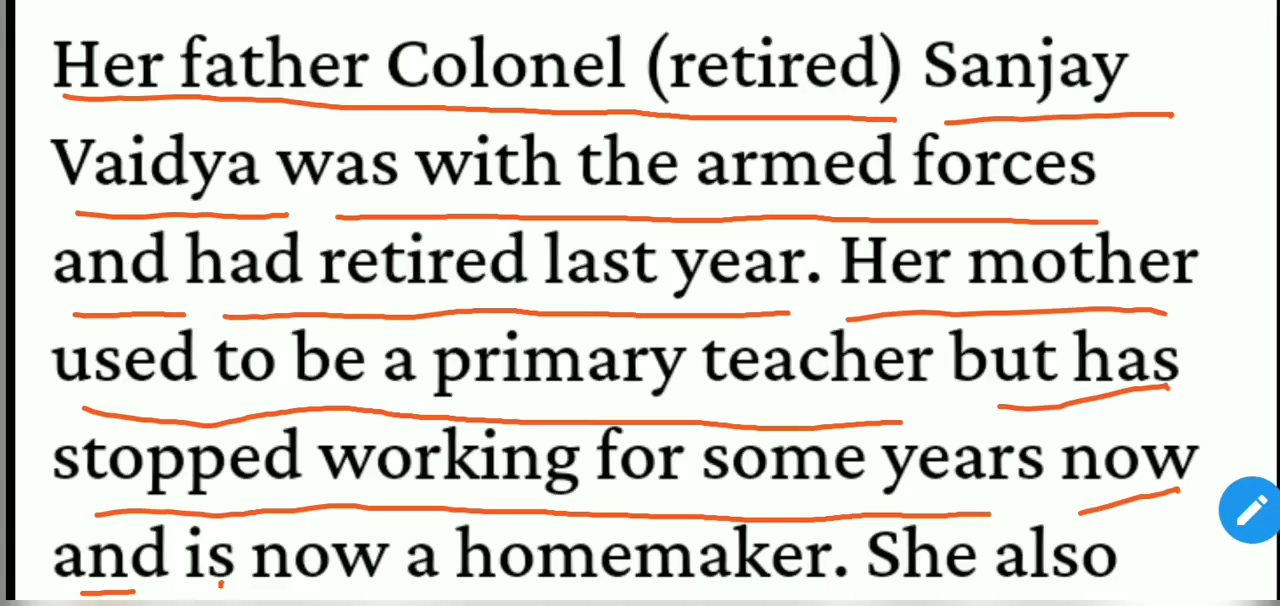 Her father Colonel (retired) Sanjay
Vaidya was with the armed forces
and had retired last year. Her mother
used to be a primary teacher but has
stopped working for some years now
and is now a homemaker. She also